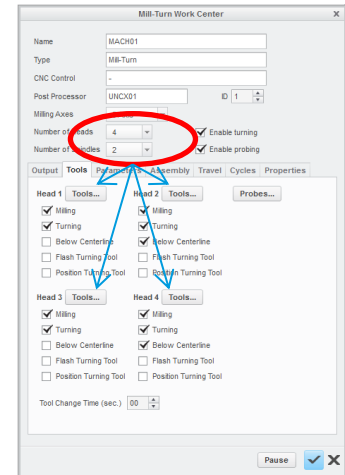 Mill-Turn Work Center X
Name MACH01
Type Mill-Turn
CNC Control -
Post Processor UNCX01 ID 1
Milling Axes
Number of Heads 4 Enable turning
Number of Spindles 2 Enable probing
Output Tools Parameters Assembly Travel Cycles Properties
Head 1 Tools... Head 2 Tools... Probes...
Milling Milling
Turning Turning
Below Centerline Below Centerline
Flash Turning Tool Flash Turning Tool
Position Turning Tool Position Turning Tool
Head 3 Tools... Head 4 Tools...
Milling Milling
Turning Turning
Below Centerline Below Centerline
Flash Turning Tool Flash Turning Tool
Position Turning Tool Position Turning Tool
Tool Change Time (sec.) 00
Pause